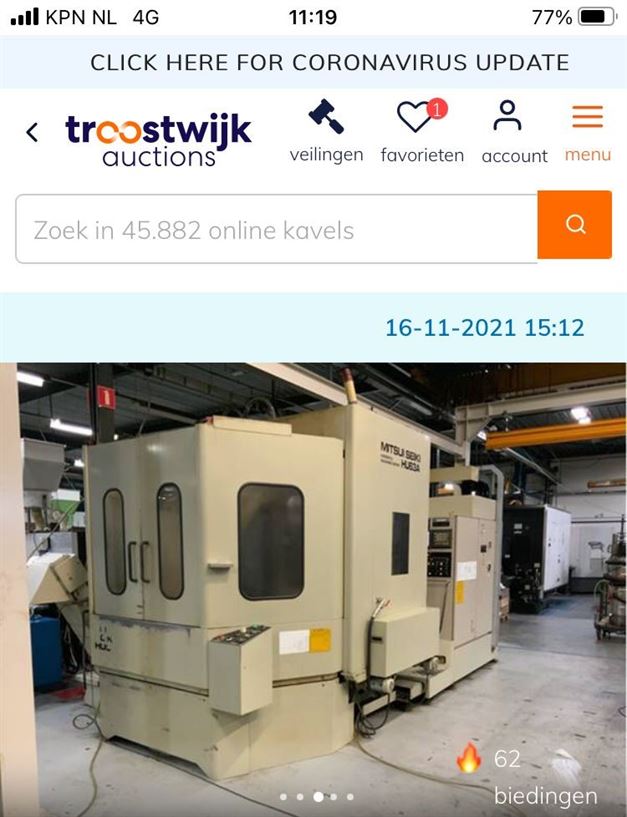 KPN NL 4G 11:19 77%
CLICK HERE FOR CORONAVIRUS UPDATE
troostwijk
auctions
veilingen favorieten 1 account menu
Zoek in 45.882 online kavels
16-11-2021 15:12
MITSUI SEIKI
HU63A
62
biedingen